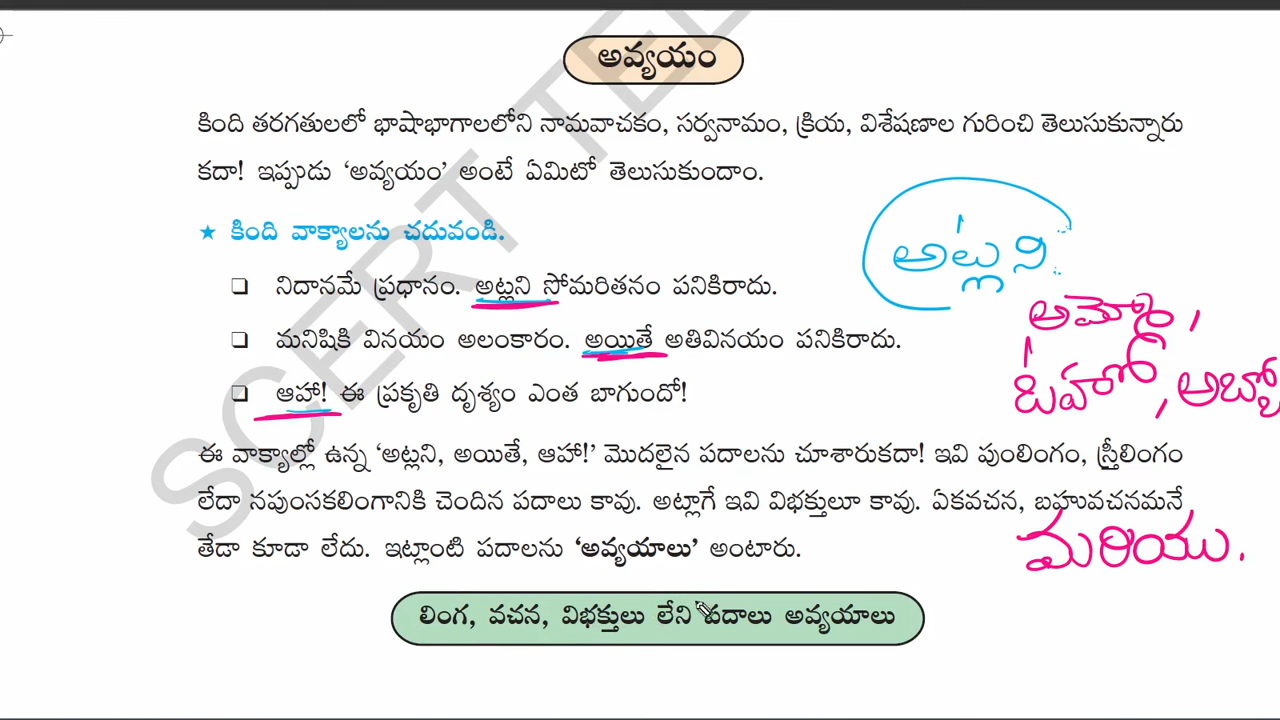 అవ్యయం
కింది తరగతులలో భాషాభాగాలలోని నామవాచకం, సర్వనామం, క్రియ, విశేషణాల గురించి తెలుసుకున్నారు
కదా! ఇప్పుడు ‘అవ్యయం’ అంటే ఏమిటో తెలుసుకుందాం.
★ కింది వాక్యాలను చదువండి.
❑ నిదానమే ప్రధానం. అట్లని సోమరితనం పనికిరాదు.
❑ మనిషికి వినయం అలంకారం. అయితే అతివినయం పనికిరాదు.
❑ ఆహా! ఈ ప్రకృతి దృశ్యం ఎంత బాగుందో!
అట్లని
అమ్మో,
ఓహో, అబ్బో
ఈ వాక్యాల్లో ఉన్న ‘అట్లని, అయితే, ఆహా!’ మొదలైన పదాలను చూశారుకదా! ఇవి పుంలింగం, స్త్రీలింగం
లేదా నపుంసకలింగానికి చెందిన పదాలు కావు. అట్లాగే ఇవి విభక్తులూ కావు. ఏకవచన, బహువచనమనే
తేడా కూడా లేదు. ఇట్లాంటి పదాలను ‘అవ్యయాలు’ అంటారు.
మరియు.
లింగ, వచన, విభక్తులు లేని పదాలు అవ్యయాలు
SCERT TEL